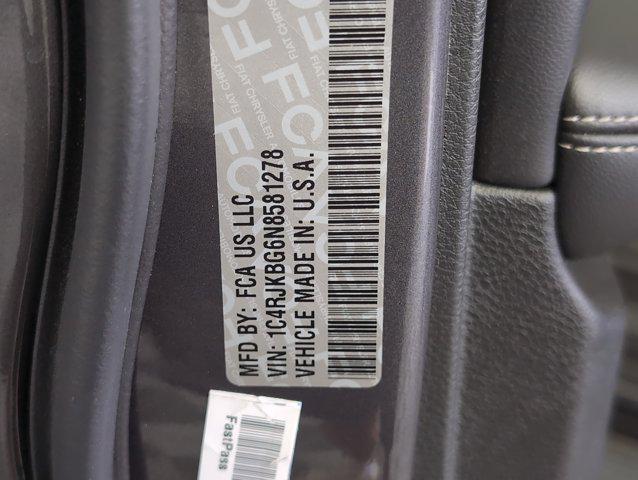 MFD BY: FCA US LLC
VIN: 1C4RJKBG6N8581278
VEHICLE MADE IN: U.S.A.
FastPass